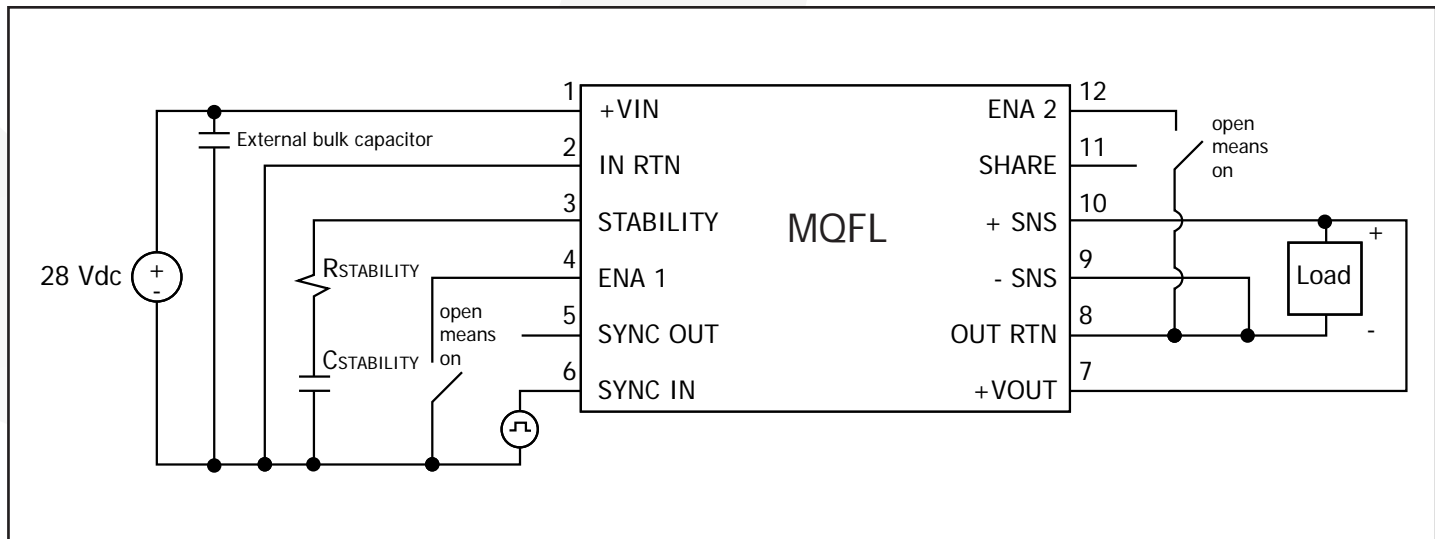 1
+VIN
ENA 2
12
External bulk capacitor
open
means
on
2
IN RTN
SHARE
11
3
STABILITY
MQFL
+ SNS
10
28 Vdc
+
-
RSTABILITY
4
ENA 1
- SNS
9
Load
+
-
open
means
on
5
SYNC OUT
OUT RTN
8
CSTABILITY
6
SYNC IN
+VOUT
7